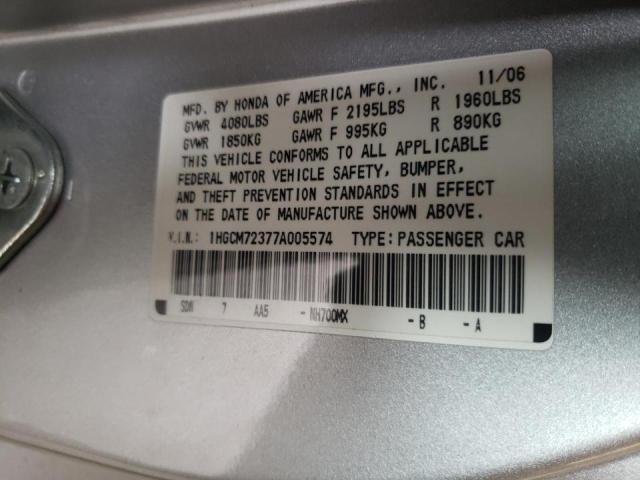 MFD. BY HONDA OF AMERICA MFG., INC. 11/06
GVWR 4080LBS GAWR F 2195LBS R 1960LBS
GVWR 1850KG GAWR F 995KG R 890KG
THIS VEHICLE CONFORMS TO ALL APPLICABLE
FEDERAL MOTOR VEHICLE SAFETY, BUMPER,
AND THEFT PREVENTION STANDARDS IN EFFECT
ON THE DATE OF MANUFACTURE SHOWN ABOVE.
V.I.N.: 1HGCM72377A005574 TYPE: PASSENGER CAR
SDN 7 AA5 - NH700MX - B - A